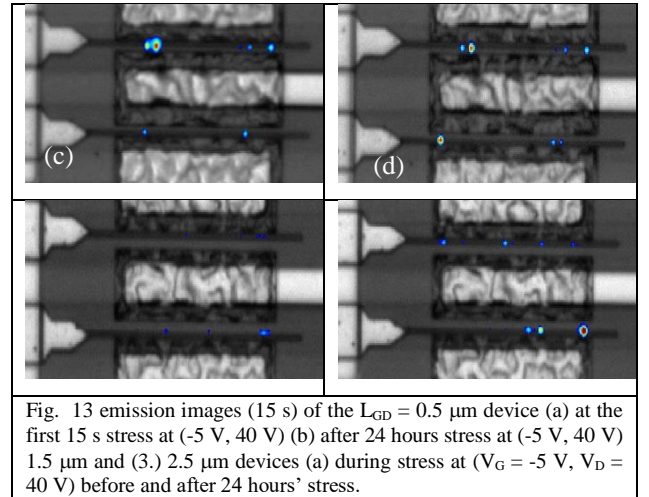 (c)
(d)
Fig. 13 emission images (15 s) of the LGD = 0.5 μm device (a) at the
first 15 s stress at (-5 V, 40 V) (b) after 24 hours stress at (-5 V, 40 V)
1.5 μm and (3.) 2.5 μm devices (a) during stress at (VG = -5 V, VD =
40 V) before and after 24 hours' stress.